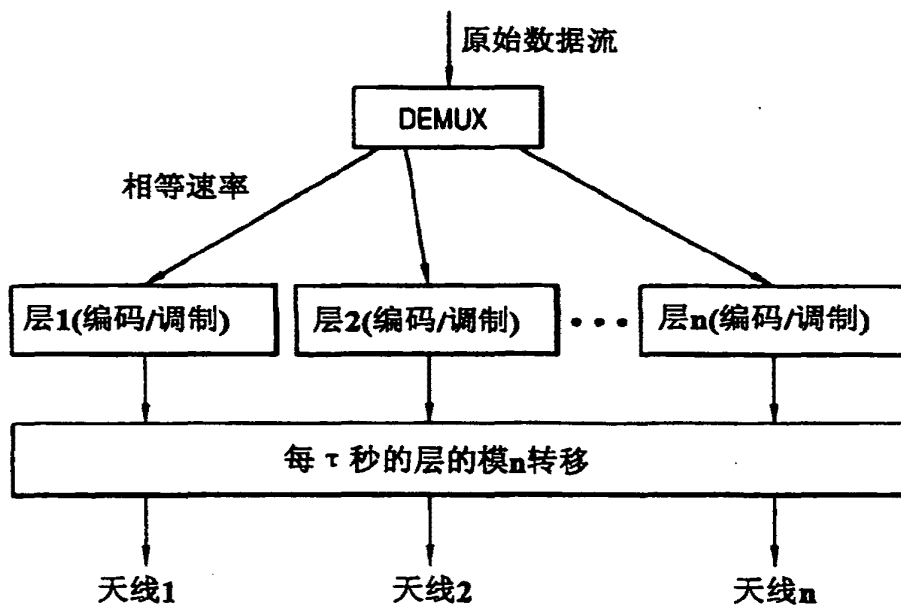 原始数据流
DEMUX
相等速率
层1(编码/调制)
层2(编码/调制)
层n(编码/调制)
每τ秒的层的模n转移
天线1
天线2
天线n